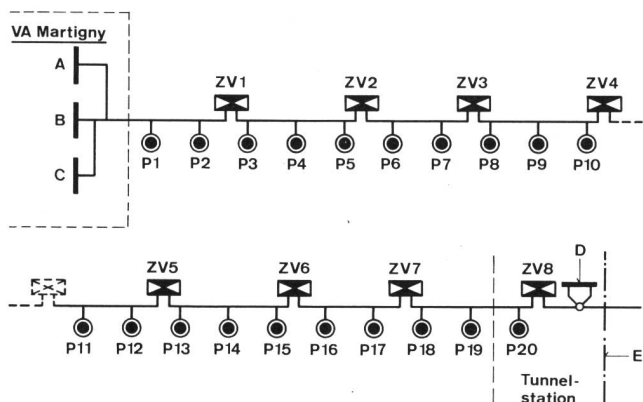 VA Martigny
A
B
C
ZV1 ZV2 ZV3 ZV4
P1 P2 P3 P4 P5 P6 P7 P8 P9 P10
D
ZV5 ZV6 ZV7 ZV8
P11 P12 P13 P14 P15 P16 P17 P18 P19 P20
E
Tunnel-
station